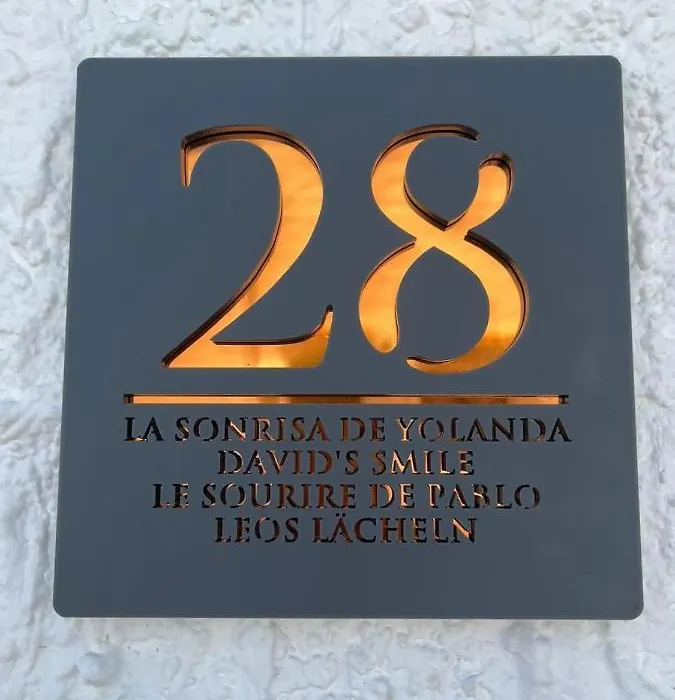 28
LA SONRISA DE YOLANDA
DAVID'S SMILE
LE SOURIRE DE PABLO
LEOS LÄCHELN